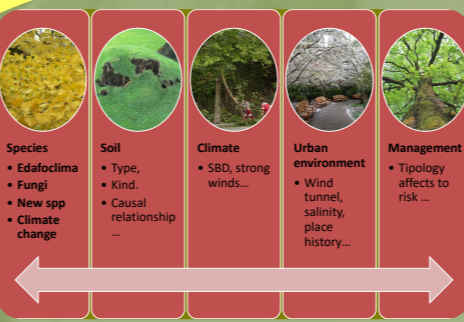 Species
• Edafoclima
• Fungi
• New spp
• Climate
change
Soil
• Type,
• Kind.
• Causal
relationship
...
Climate
• SBD, strong
winds...
Urban
environment
• Wind
tunnel,
salinity,
place
history...
Management
• Tipology
affects to
risk ...